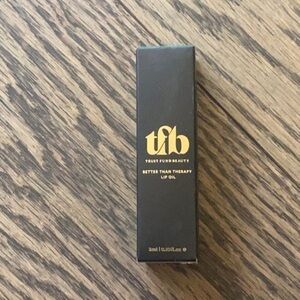 tfb
TRUST FUND BEAUTY
BETTER THAN THERAPY
LIP OIL